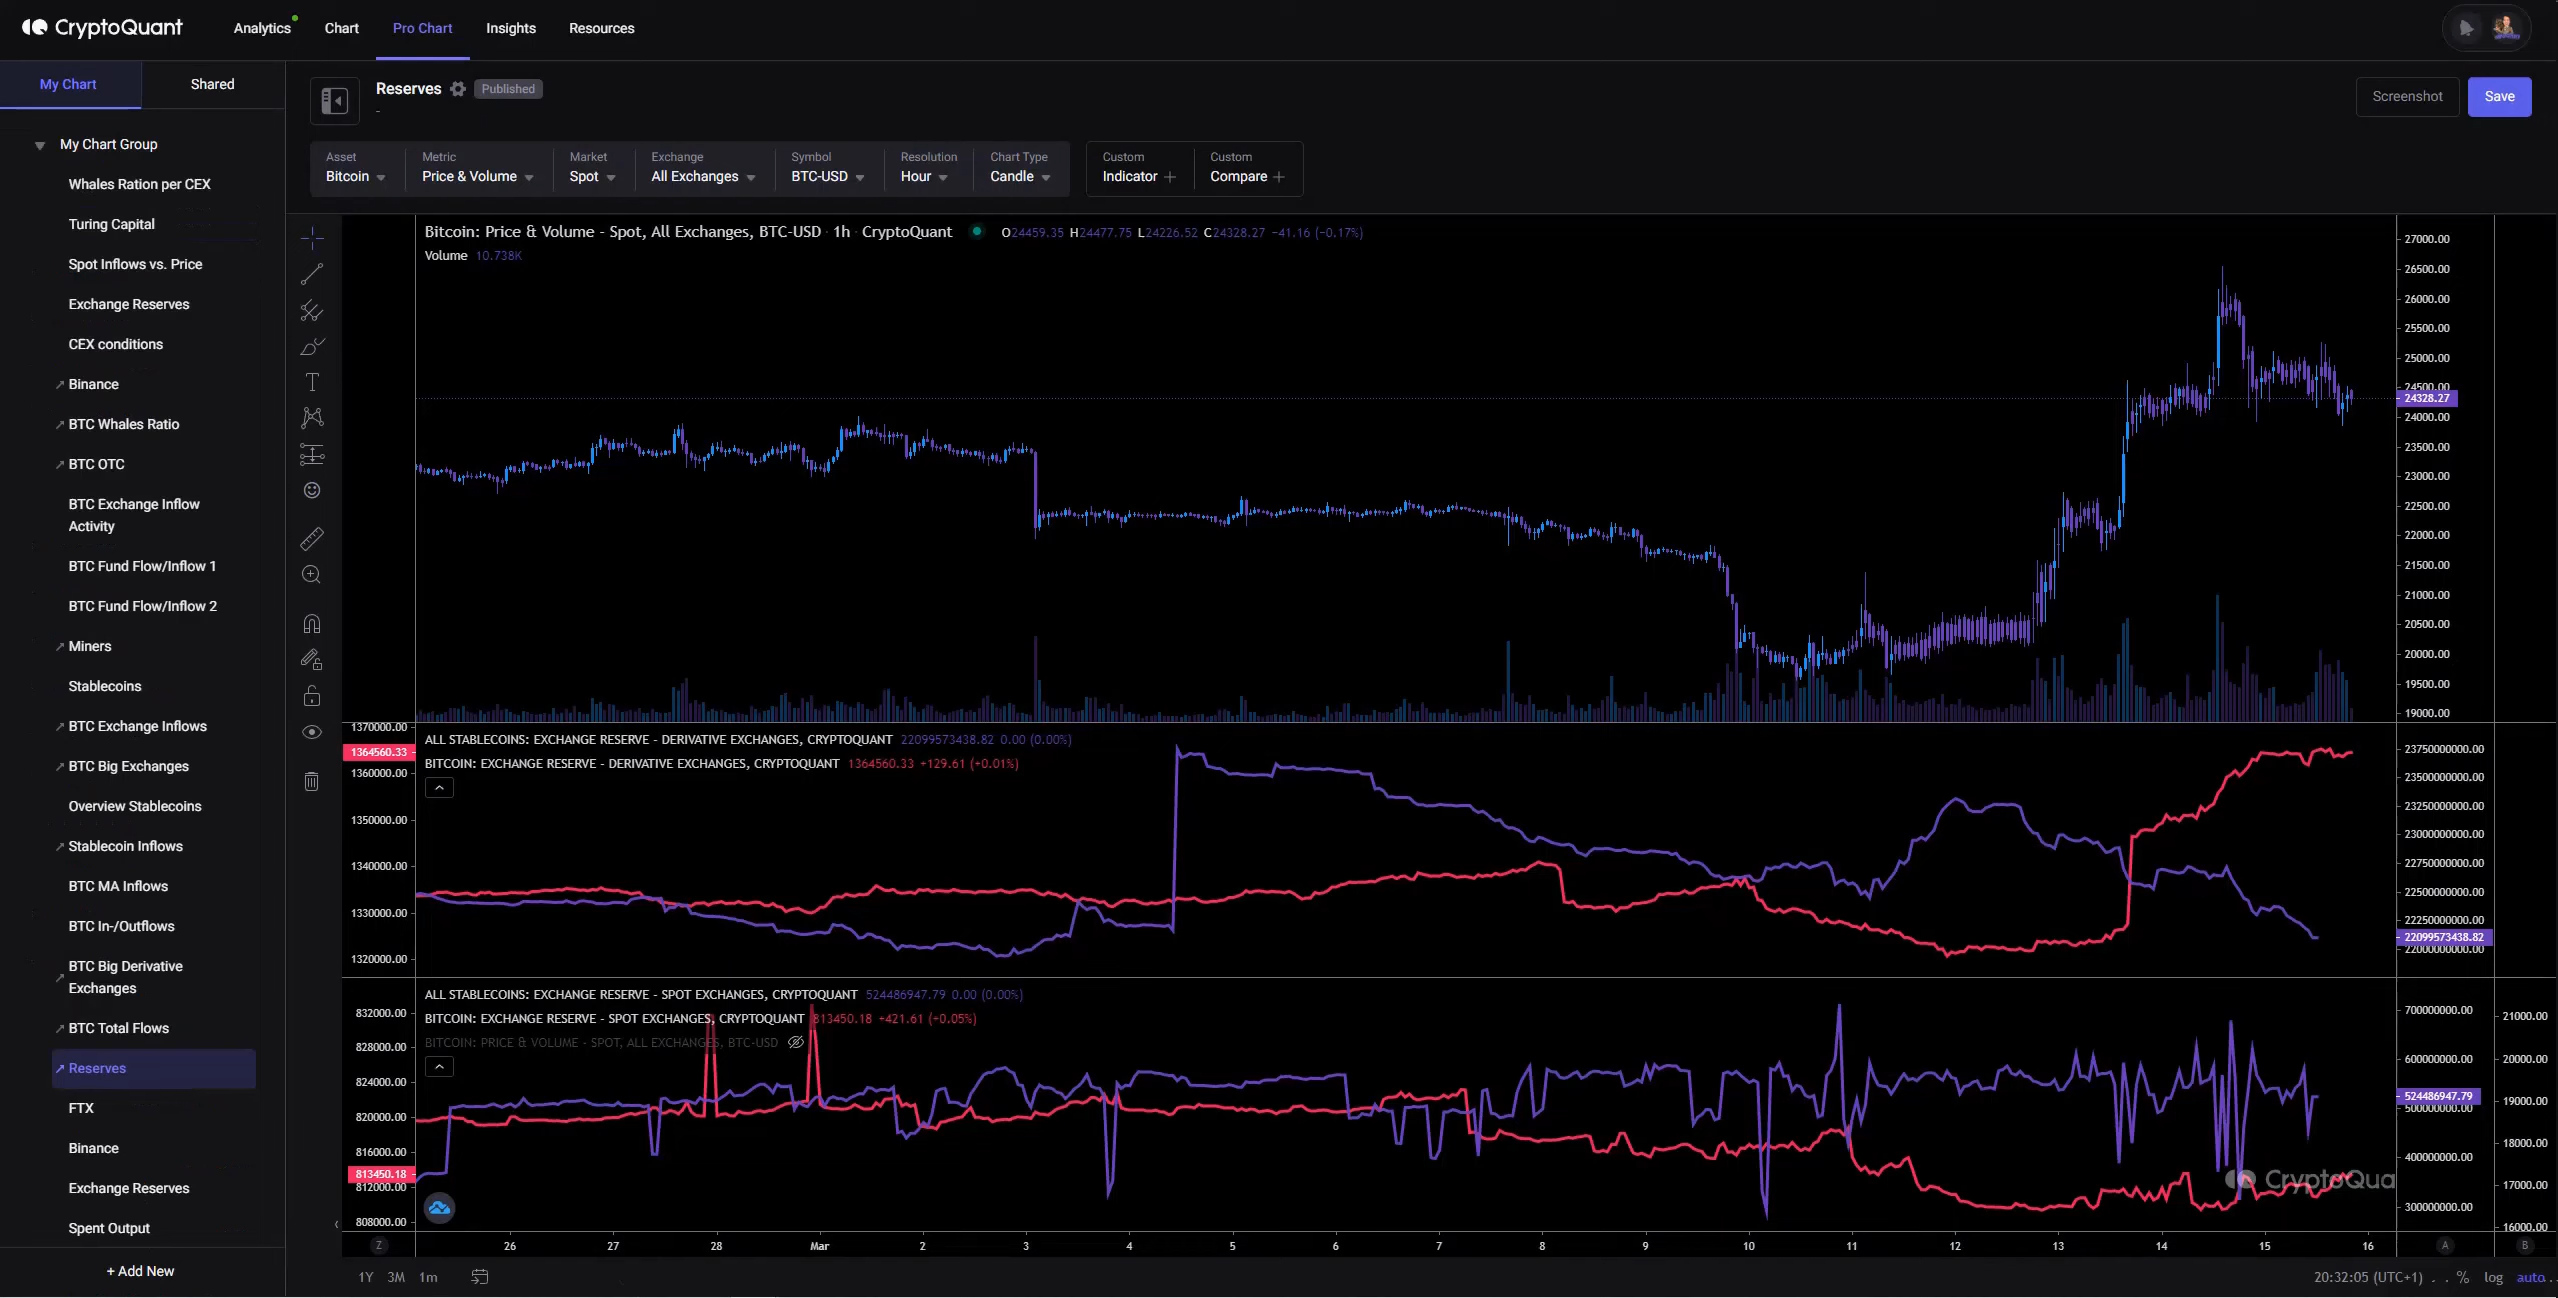 CryptoQuant
Analytics
Chart
Pro Chart
Insights
Resources
My Chart
Shared
Reserves
Published
-
Screenshot
Save
My Chart Group
Whales Ration per CEX
Turing Capital
Spot Inflows vs. Price
Exchange Reserves
CEX conditions
Binance
BTC Whales Ratio
BTC OTC
BTC Exchange Inflow
Activity
BTC Fund Flow/Inflow 1
BTC Fund Flow/Inflow 2
Miners
Stablecoins
BTC Exchange Inflows
BTC Big Exchanges
Overview Stablecoins
Stablecoin Inflows
BTC MA Inflows
BTC In-/Outflows
BTC Big Derivative
Exchanges
BTC Total Flows
Reserves
FTX
Binance
Exchange Reserves
Spent Output
+ Add New
Asset
Bitcoin
Metric
Price & Volume
Market
Spot
Exchange
All Exchanges
Symbol
BTC-USD
Resolution
Hour
Chart Type
Candle
Custom
Indicator +
Custom
Compare +
Bitcoin: Price & Volume - Spot, All Exchanges, BTC-USD · 1h · CryptoQuant
O24459.35 H24477.75 L24226.52 C24328.27 −41.16 (−0.17%)
Volume 10.738K
27000.00
26500.00
26000.00
25500.00
25000.00
24500.00
24328.27
24000.00
23500.00
23000.00
22500.00
22000.00
21500.00
21000.00
20500.00
20000.00
19500.00
19000.00
1370000.00
1364560.33
1360000.00
1350000.00
1340000.00
1330000.00
1320000.00
ALL STABLECOINS: EXCHANGE RESERVE - DERIVATIVE EXCHANGES, CRYPTOQUANT 22099573438.82 0.00 (0.00%)
BITCOIN: EXCHANGE RESERVE - DERIVATIVE EXCHANGES, CRYPTOQUANT 1364560.33 +129.61 (+0.01%)
23750000000.00
23500000000.00
23250000000.00
23000000000.00
22750000000.00
22500000000.00
22250000000.00
22099573438.82
22000000000.00
832000.00
828000.00
824000.00
820000.00
816000.00
813450.18
812000.00
808000.00
ALL STABLECOINS: EXCHANGE RESERVE - SPOT EXCHANGES, CRYPTOQUANT 524486947.79 0.00 (0.00%)
BITCOIN: EXCHANGE RESERVE - SPOT EXCHANGES, CRYPTOQUANT 813450.18 +421.61 (+0.05%)
BITCOIN: PRICE & VOLUME - SPOT, ALL EXCHANGES, BTC-USD
700000000.00
600000000.00
524486947.79
500000000.00
400000000.00
300000000.00
21000.00
20000.00
19000.00
18000.00
17000.00
16000.00
CryptoQua
Z
26
27
28
Mar
2
3
4
5
6
7
8
9
10
11
12
13
14
15
16
A
B
1Y
3M
1m
20:32:05 (UTC+1)
%
log
auto